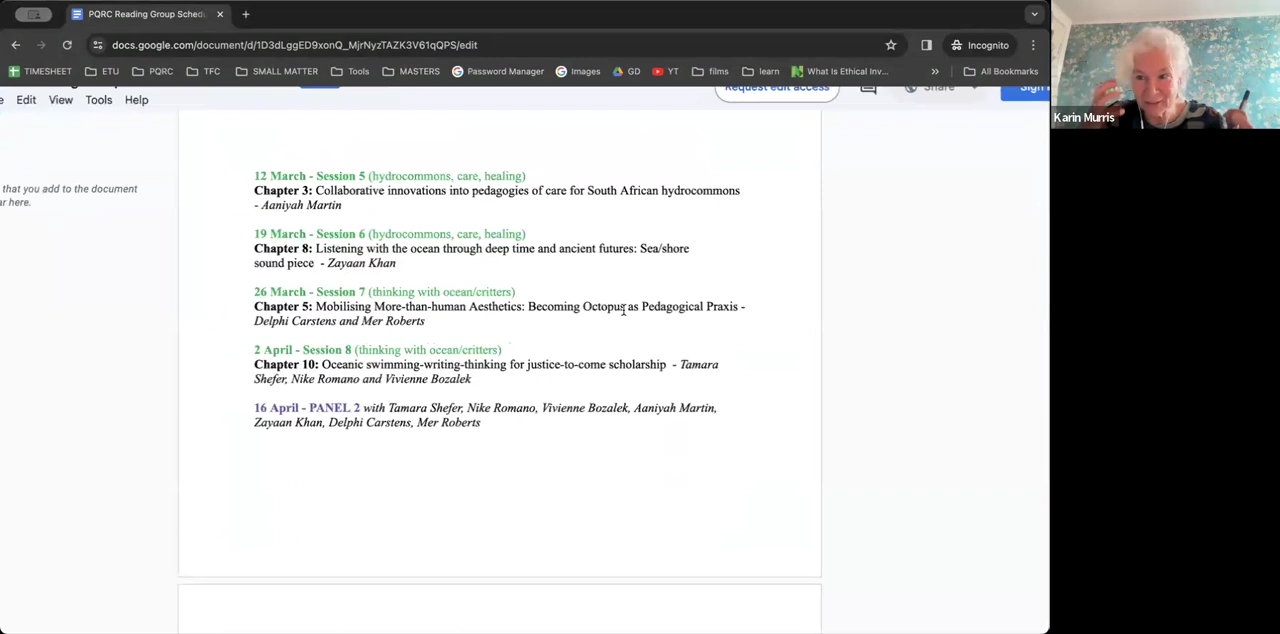 PQRC Reading Group Schedu
docs.google.com/document/d/1D3dLggED9xonQ_MjrNyzTAZK3V61qQPS/edit
Incognito
TIMESHEET ETU PQRC TFC SMALL MATTER Tools MASTERS Password Manager Images GD YT films learn What Is Ethical Inv... » All Bookmarks
Edit View Tools Help
Request edit access
Share
Sign i
Karin Murris
that you add to the document
ar here.
12 March - Session 5 (hydrocommons, care, healing)
Chapter 3: Collaborative innovations into pedagogies of care for South African hydrocommons
- Aaniyah Martin
19 March - Session 6 (hydrocommons, care, healing)
Chapter 8: Listening with the ocean through deep time and ancient futures: Sea/shore
sound piece - Zayaan Khan
26 March - Session 7 (thinking with ocean/critters)
Chapter 5: Mobilising More-than-human Aesthetics: Becoming Octopus as Pedagogical Praxis -
Delphi Carstens and Mer Roberts
2 April - Session 8 (thinking with ocean/critters)
Chapter 10: Oceanic swimming-writing-thinking for justice-to-come scholarship - Tamara
Shefer, Nike Romano and Vivienne Bozalek
16 April - PANEL 2 with Tamara Shefer, Nike Romano, Vivienne Bozalek, Aaniyah Martin,
Zayaan Khan, Delphi Carstens, Mer Roberts